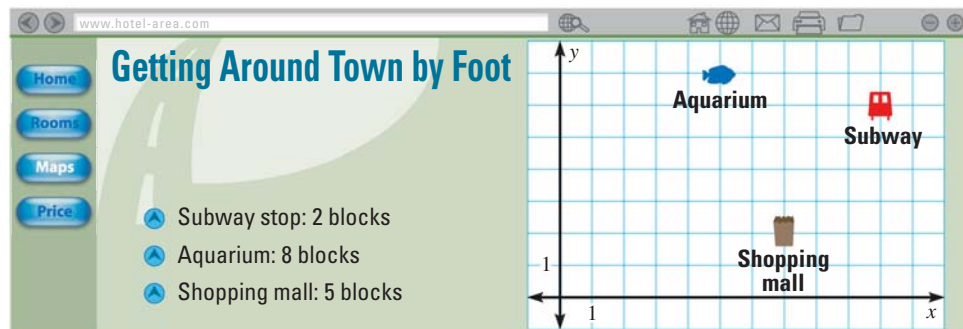 www.hotel-area.com
Getting Around Town by Foot
Home
Rooms
Maps
Price
Subway stop: 2 blocks
Aquarium: 8 blocks
Shopping mall: 5 blocks
y
Aquarium
Subway
Shopping
mall
1
1
x